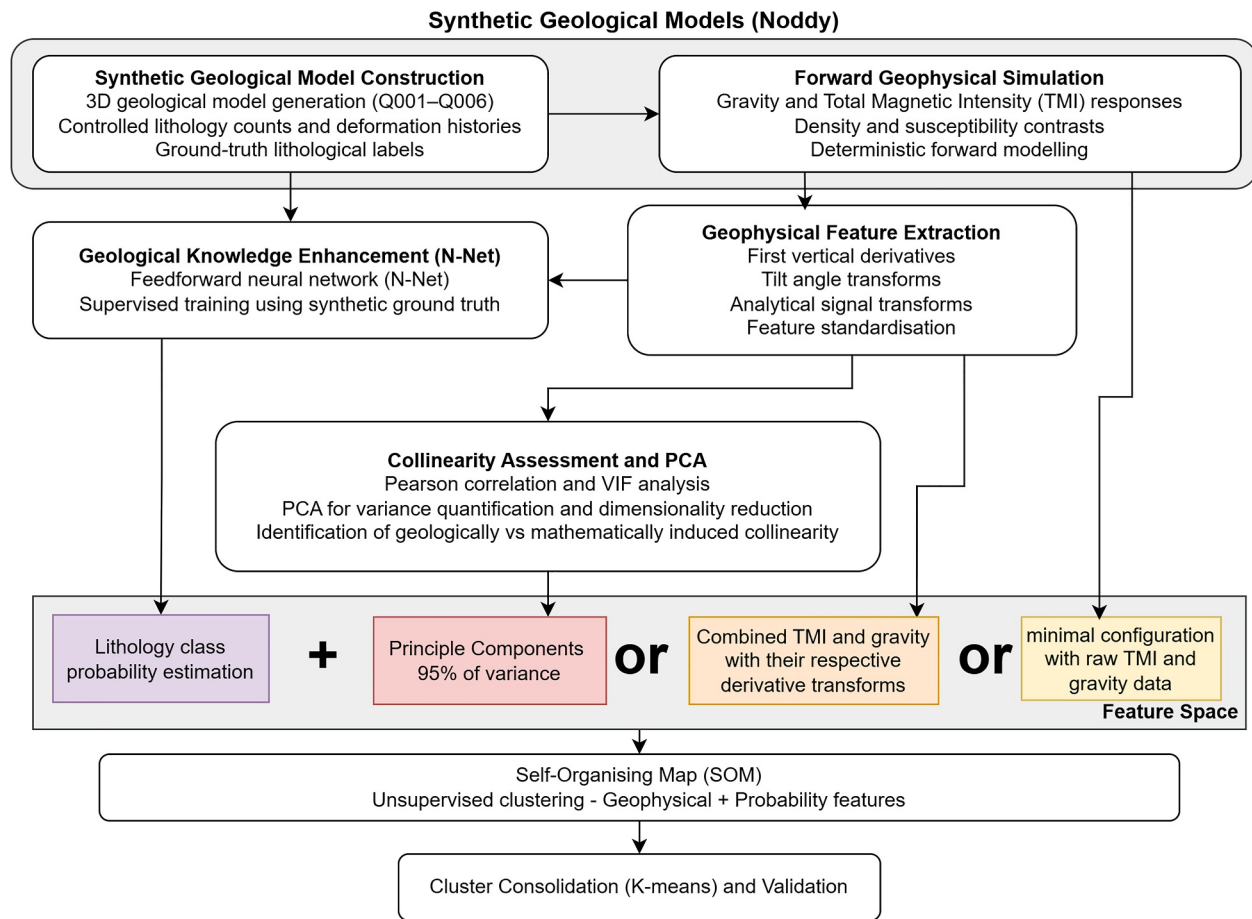 Synthetic Geological Models (Noddy)
Synthetic Geological Model Construction
3D geological model generation (Q001–Q006)
Controlled lithology counts and deformation histories
Ground-truth lithological labels
Forward Geophysical Simulation
Gravity and Total Magnetic Intensity (TMI) responses
Density and susceptibility contrasts
Deterministic forward modelling
Geological Knowledge Enhancement (N-Net)
Feedforward neural network (N-Net)
Supervised training using synthetic ground truth
Geophysical Feature Extraction
First vertical derivatives
Tilt angle transforms
Analytical signal transforms
Feature standardisation
Collinearity Assessment and PCA
Pearson correlation and VIF analysis
PCA for variance quantification and dimensionality reduction
Identification of geologically vs mathematically induced collinearity
Lithology class
probability estimation
+
Principle Components
95% of variance
or
Combined TMI and gravity
with their respective
derivative transforms
or
minimal configuration
with raw TMI and
gravity data
Feature Space
Self-Organising Map (SOM)
Unsupervised clustering - Geophysical + Probability features
Cluster Consolidation (K-means) and Validation